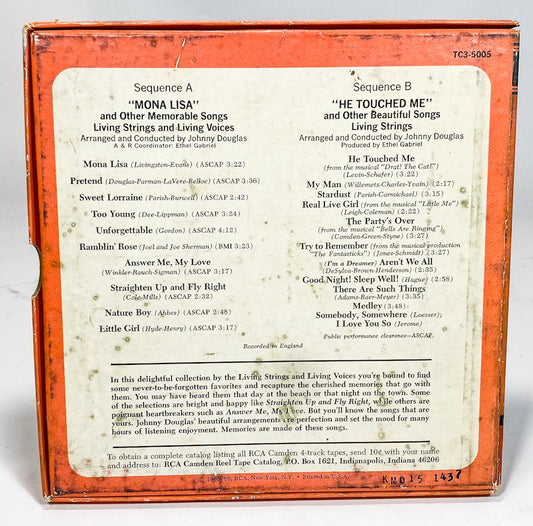 TC3-5005
Sequence A
"MONA LISA"
and Other Memorable Songs
Living Strings and Living Voices
Arranged and Conducted by Johnny Douglas
A & R Coordinator: Ethel Gabriel
Mona Lisa (Livingston-Evans) (ASCAP 3:22)
Pretend (Douglas-Parman-LaVere-Belloc) (ASCAP 3:36)
Sweet Lorraine (Parish-Burwell) (ASCAP 2:42)
Too Young (Dee-Lippman) (ASCAP 3:24)
Unforgettable (Gordon) (ASCAP 4:12)
Ramblin' Rose (Joel and Noel Sherman) (BMI 3:23)
Answer Me, My Love
(Winkler-Rauch-Sigman) (ASCAP 3:17)
Straighten Up and Fly Right
(Cole-Mills) (ASCAP 2:32)
Nature Boy (Ahbez) (ASCAP 2:48)
Little Girl (Hyde-Henry) (ASCAP 3:17)
Sequence B
"HE TOUCHED ME"
and Other Beautiful Songs
Living Strings
Arranged and Conducted by Johnny Douglas
Produced by Ethel Gabriel
He Touched Me
(from the musical "Drat! The Cat!")
(Levin-Schafer) (3:22)
My Man (Willemetz-Charles-Yvain) (2:17)
Stardust (Parish-Carmichael) (3:15)
Real Live Girl (from the musical "Little Me")
(Leigh-Coleman) (3:22)
The Party's Over
(from the musical "Bells Are Ringing")
(Comden-Green-Styne) (3:27)
Try to Remember (from the musical production
"The Fantasticks") (Jones-Schmidt) (3:27)
(I'm a Dreamer) Aren't We All
(DeSylva-Brown-Henderson) (2:35)
Good Night! Sleep Well! (Hague) (2:58)
There Are Such Things
(Adams-Baer-Meyer) (3:35)
Medley (3:48)
Somebody, Somewhere (Loesser);
I Love You So (Jerome)
Public performance clearance—ASCAP.
Recorded in England
In this delightful collection by the Living Strings and Living Voices you're bound to find
some never-to-be-forgotten favorites and recapture the cherished memories that go with
them. You may have heard them that day at the beach or that night on the town. Some
of the selections are bright and happy like Straighten Up and Fly Right, while others are
poignant heartbreakers such as Answer Me, My Love. But you'll know the songs that are
yours. Johnny Douglas' beautiful arrangements to perfection and set the mood for many
hours of listening enjoyment. Memories are made of these songs.
To obtain a complete catalog listing all RCA Camden 4-track tapes, send 10¢ with your name
and address to: RCA Camden Reel Tape Catalog, P.O. Box 1621, Indianapolis, Indiana 46206
RCA, New York, N.Y. • Printed in U.S.A.
KM015 1437